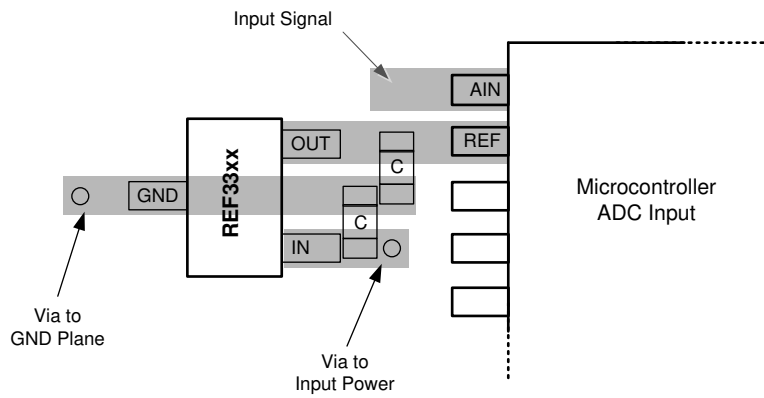 Input Signal
AIN
OUT
REF
C
Microcontroller
ADC Input
GND
REF33xx
C
IN
Via to
GND Plane
Via to
Input Power